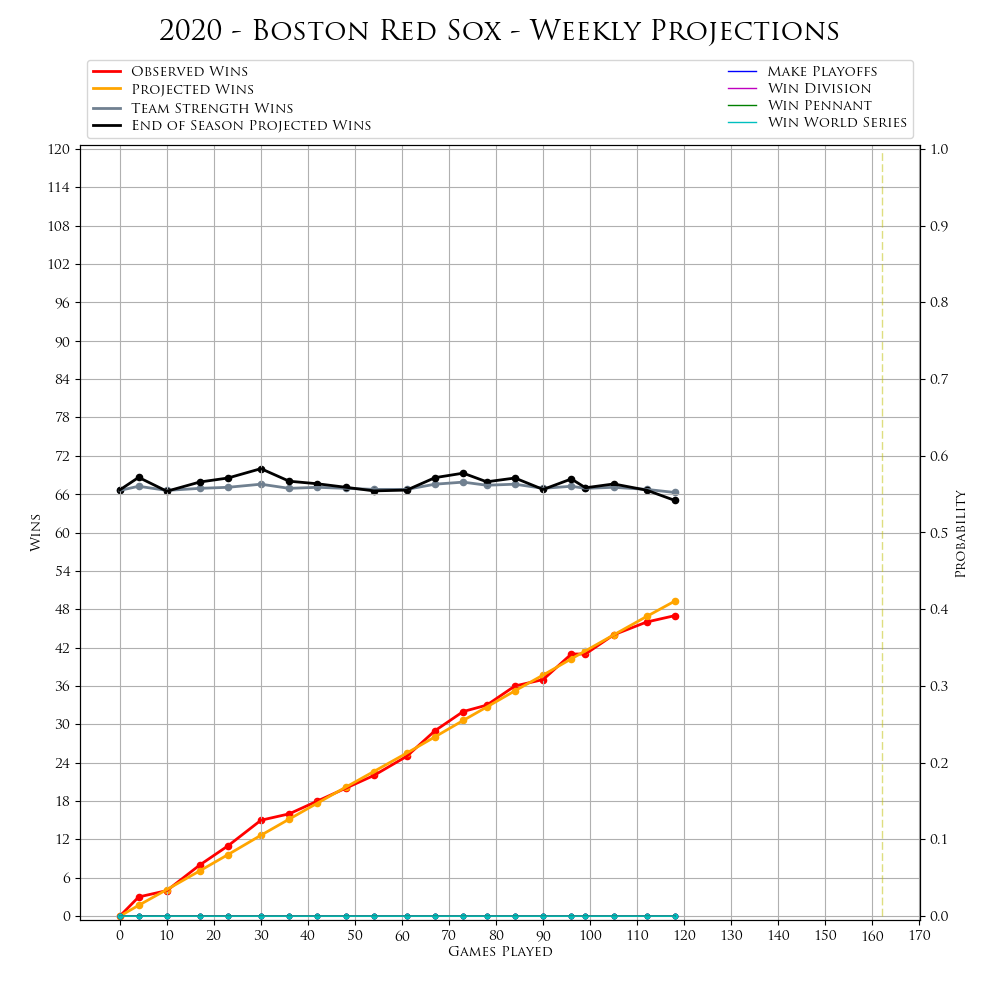 2020 - Boston Red Sox - Weekly Projections
Observed Wins
Projected Wins
Team Strength Wins
End of Season Projected Wins
Make Playoffs
Win Division
Win Pennant
Win World Series
120
114
108
102
96
90
84
78
72
66
60
54
48
42
36
30
24
18
12
6
0
Wins
1.0
0.9
0.8
0.7
0.6
0.5
0.4
0.3
0.2
0.1
0.0
Probability
0 10 20 30 40 50 60 70 80 90 100 110 120 130 140 150 160 170
Games Played